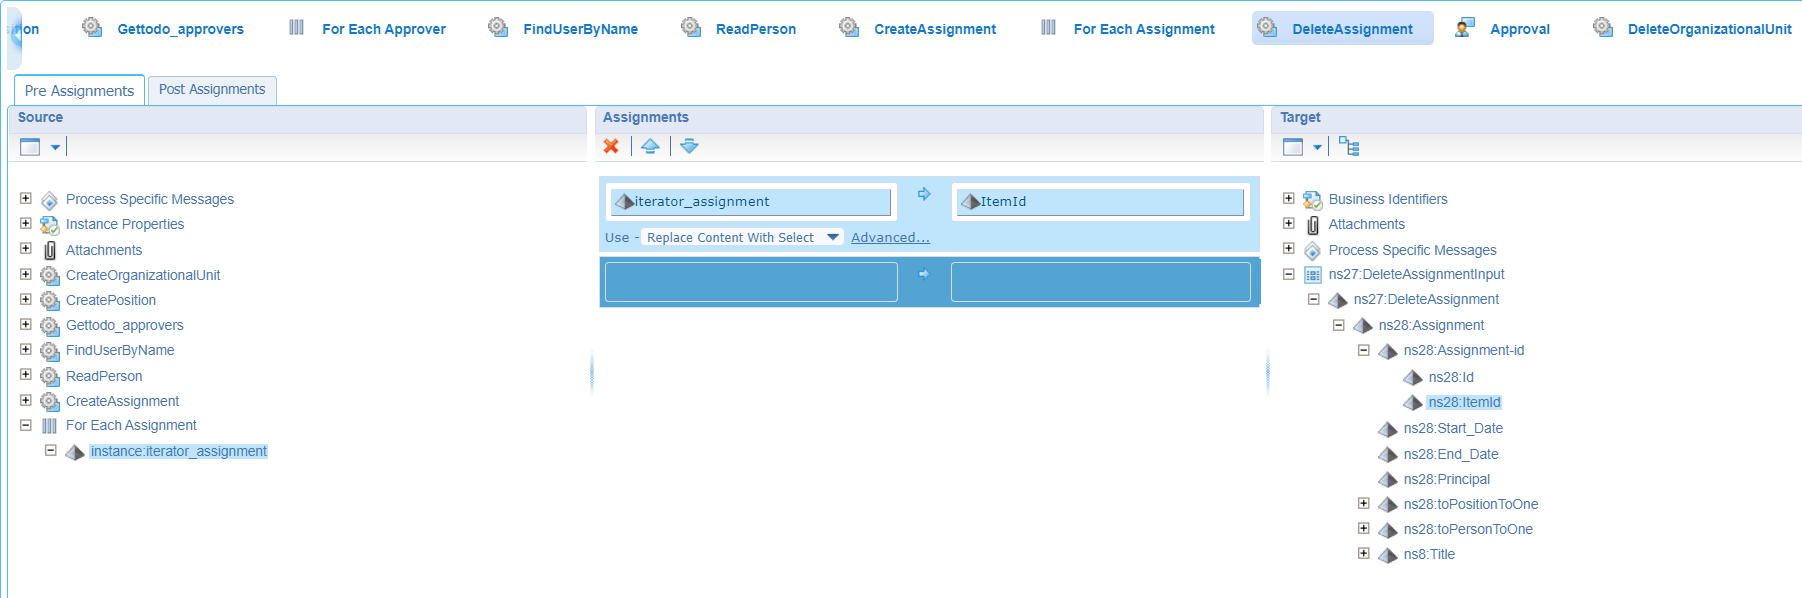 Gettodo_approvers For Each Approver FindUserByName ReadPerson CreateAssignment For Each Assignment DeleteAssignment Approval DeleteOrganizationalUnit
Pre Assignments Post Assignments
Source
Process Specific Messages
Instance Properties
Attachments
CreateOrganizationalUnit
CreatePosition
Gettodo_approvers
FindUserByName
ReadPerson
CreateAssignment
For Each Assignment
instance:iterator_assignment
Assignments
iterator_assignment ItemId
Use - Replace Content With Select Advanced...
Target
Business Identifiers
Attachments
Process Specific Messages
ns27:DeleteAssignmentInput
ns27:DeleteAssignment
ns28:Assignment
ns28:Assignment-id
ns28:Id
ns28:ItemId
ns28:Start_Date
ns28:End_Date
ns28:Principal
ns28:toPositionToOne
ns28:toPersonToOne
ns8:Title